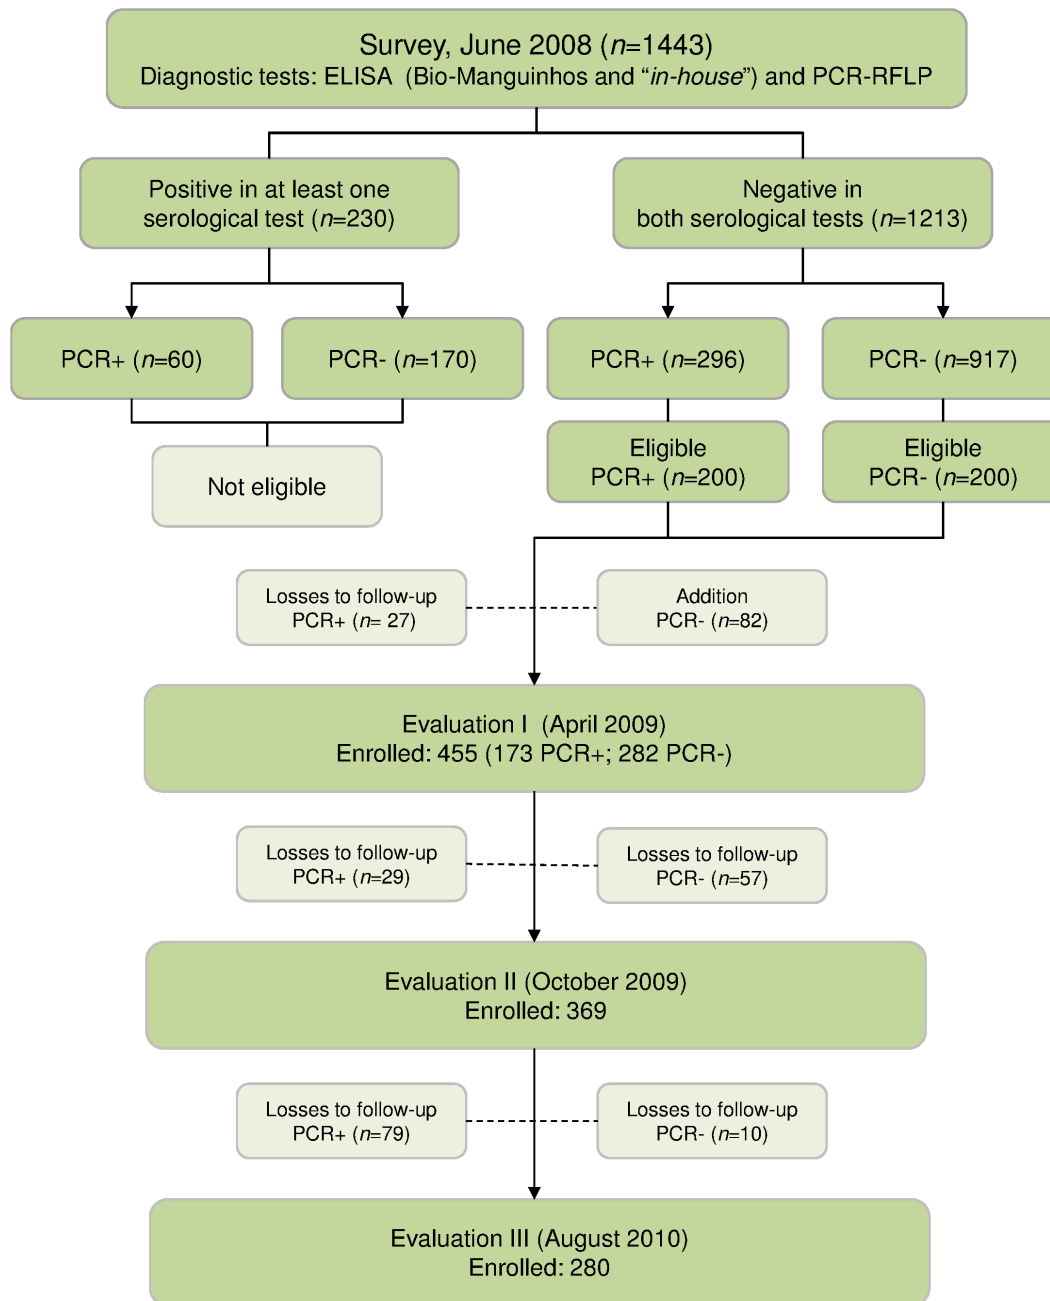 Survey, June 2008 (n=1443)
Diagnostic tests: ELISA (Bio-Manguinhos and “in-house”) and PCR-RFLP
Positive in at least one
serological test (n=230)
Negative in
both serological tests (n=1213)
PCR+ (n=60)
PCR- (n=170)
PCR+ (n=296)
PCR- (n=917)
Not eligible
Eligible
PCR+ (n=200)
Eligible
PCR- (n=200)
Losses to follow-up
PCR+ (n= 27)
Addition
PCR- (n=82)
Evaluation I (April 2009)
Enrolled: 455 (173 PCR+; 282 PCR-)
Losses to follow-up
PCR+ (n=29)
Losses to follow-up
PCR- (n=57)
Evaluation II (October 2009)
Enrolled: 369
Losses to follow-up
PCR+ (n=79)
Losses to follow-up
PCR- (n=10)
Evaluation III (August 2010)
Enrolled: 280